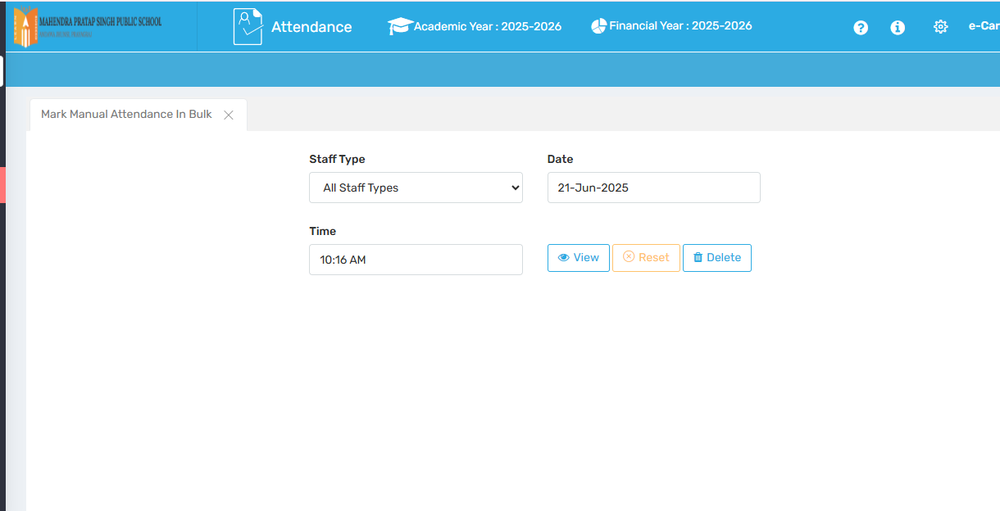 MAHENDRA PRATAP SINGH PUBLIC SCHOOL
Attendance
Academic Year : 2025-2026
Financial Year : 2025-2026
e-Car
Mark Manual Attendance In Bulk
Staff Type
Date
All Staff Types
21-Jun-2025
Time
10:16 AM
View
Reset
Delete